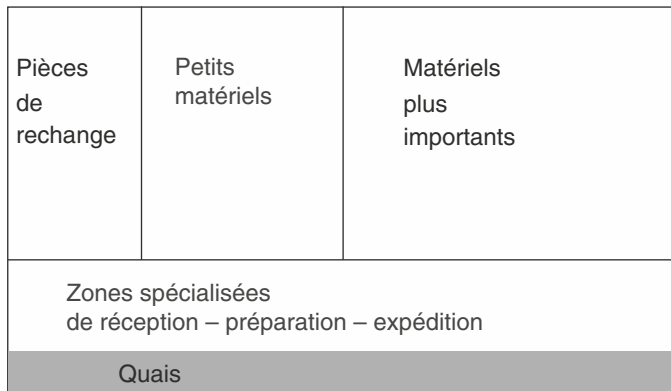 Pièces
de
rechange
Petits
matériels
Matériels
plus
importants
Zones spécialisées
de réception – préparation – expédition
Quais